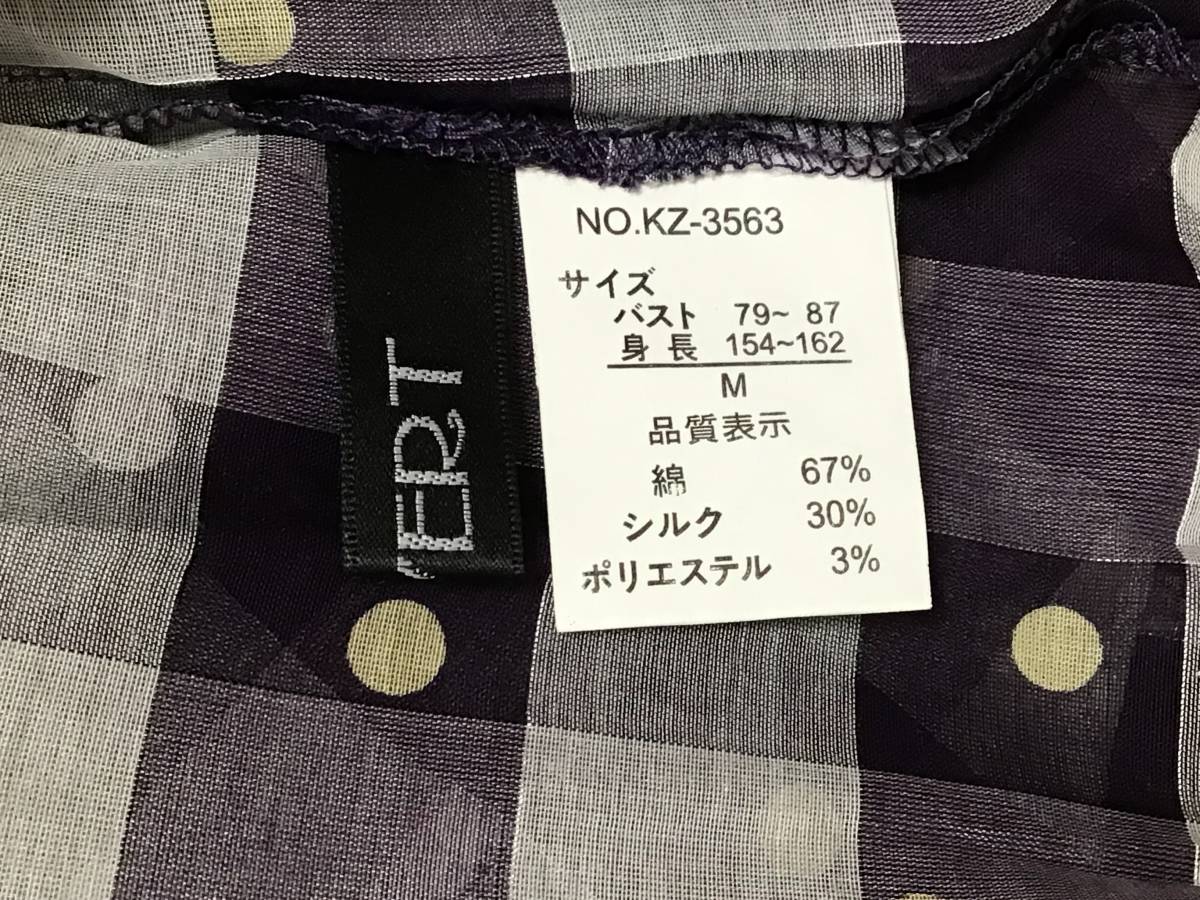 NO.KZ-3563
サイズ
バスト 79~ 87
身 長 154~162
M
品質表示
綿 67%
シルク 30%
ポリエステル 3%
ERT